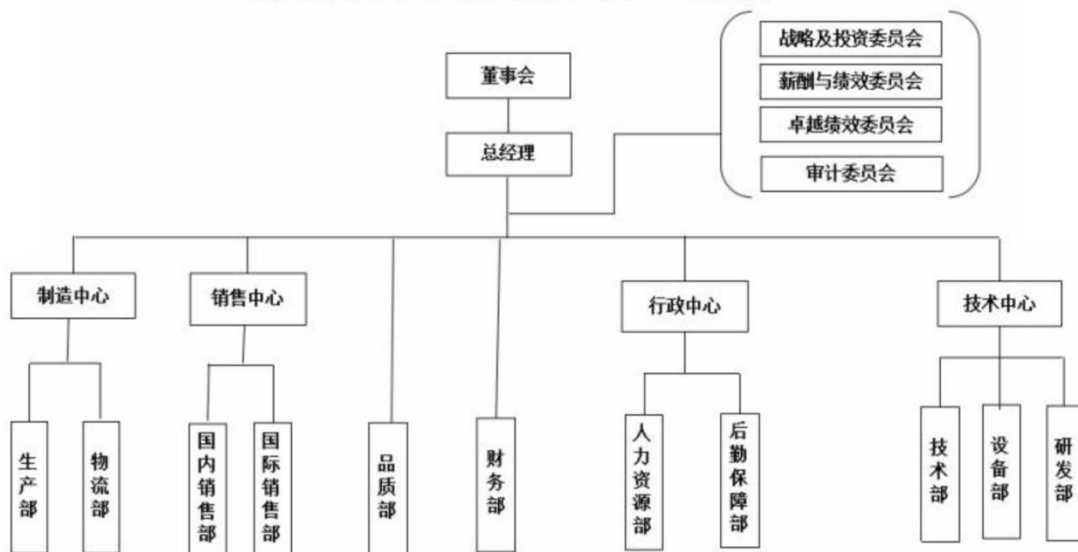 董事会
总经理
战略及投资委员会
薪酬与绩效委员会
卓越绩效委员会
审计委员会
制造中心
销售中心
行政中心
技术中心
生产部
物流部
国内销售部
国际销售部
品质部
财务部
人力资源部
后勤保障部
技术部
设备部
研发部